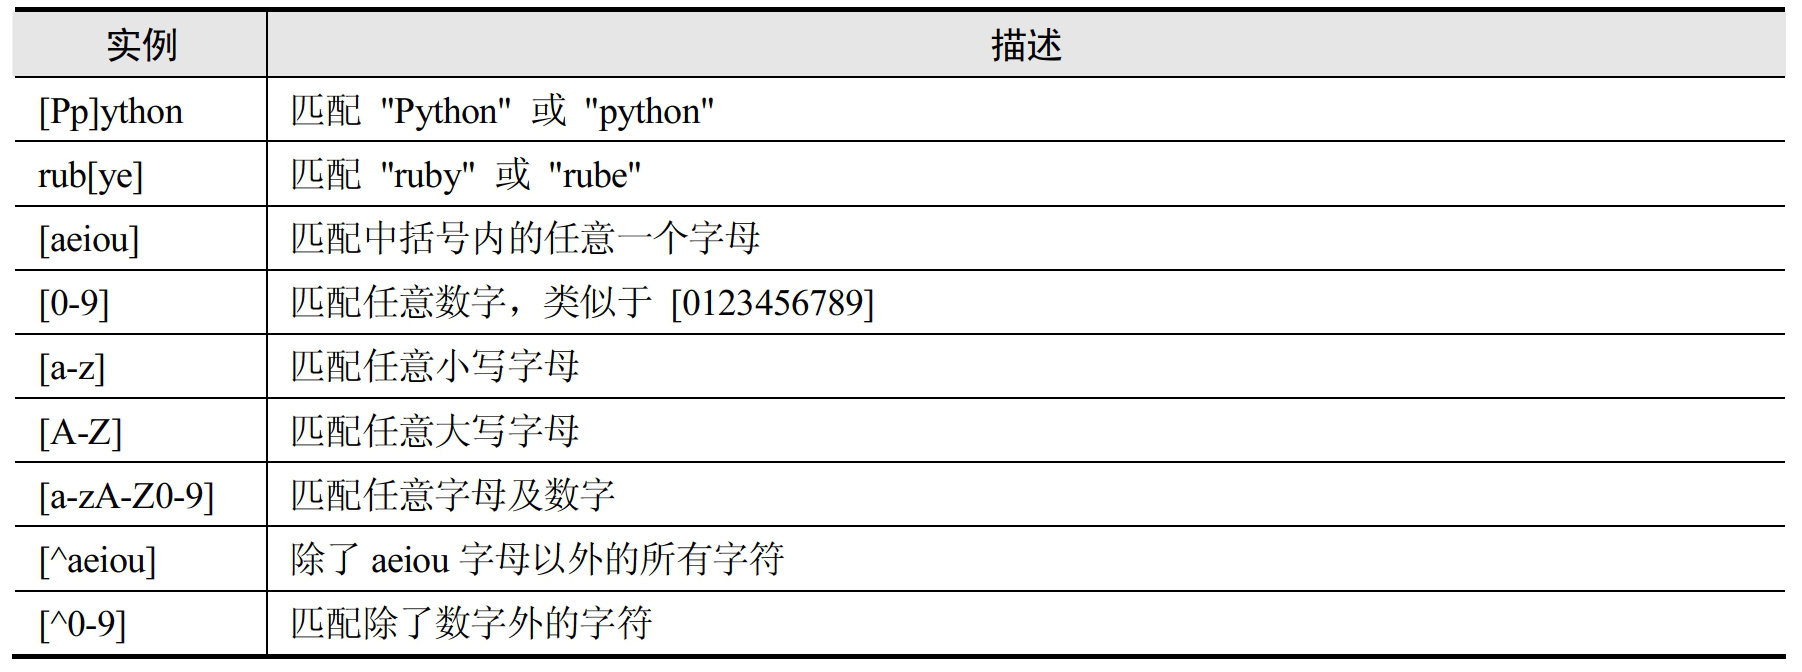 实例 描述
[Pp]ython 匹配 "Python" 或 "python"
rub[ye] 匹配 "ruby" 或 "rube"
[aeiou] 匹配中括号内的任意一个字母
[0-9] 匹配任意数字，类似于 [0123456789]
[a-z] 匹配任意小写字母
[A-Z] 匹配任意大写字母
[a-zA-Z0-9] 匹配任意字母及数字
[^aeiou] 除了 aeiou 字母以外的所有字符
[^0-9] 匹配除了数字外的字符